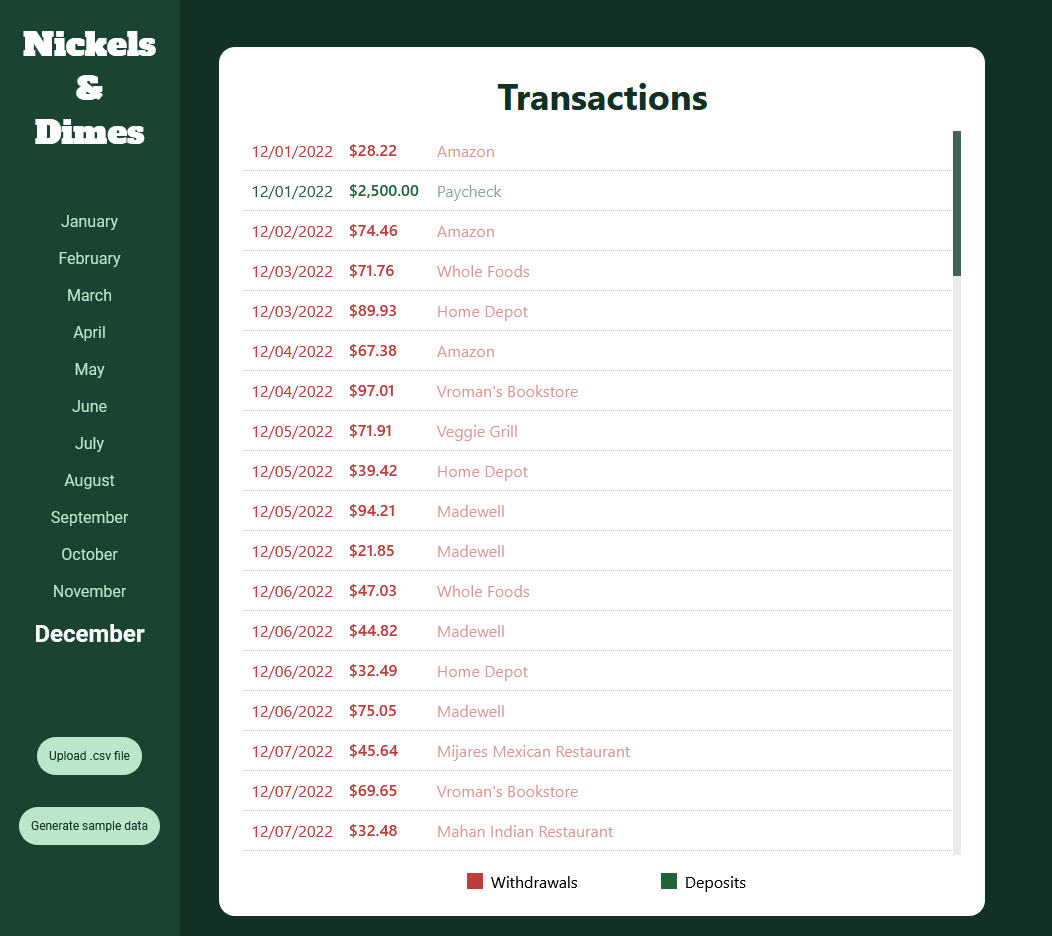 Nickels
&
Dimes
January
February
March
April
May
June
July
August
September
October
November
December
Upload .csv file
Generate sample data
Transactions
12/01/2022 $28.22 Amazon
12/01/2022 $2,500.00 Paycheck
12/02/2022 $74.46 Amazon
12/03/2022 $71.76 Whole Foods
12/03/2022 $89.93 Home Depot
12/04/2022 $67.38 Amazon
12/04/2022 $97.01 Vroman's Bookstore
12/05/2022 $71.91 Veggie Grill
12/05/2022 $39.42 Home Depot
12/05/2022 $94.21 Madewell
12/05/2022 $21.85 Madewell
12/06/2022 $47.03 Whole Foods
12/06/2022 $44.82 Madewell
12/06/2022 $32.49 Home Depot
12/06/2022 $75.05 Madewell
12/07/2022 $45.64 Mijares Mexican Restaurant
12/07/2022 $69.65 Vroman's Bookstore
12/07/2022 $32.48 Mahan Indian Restaurant
Withdrawals Deposits